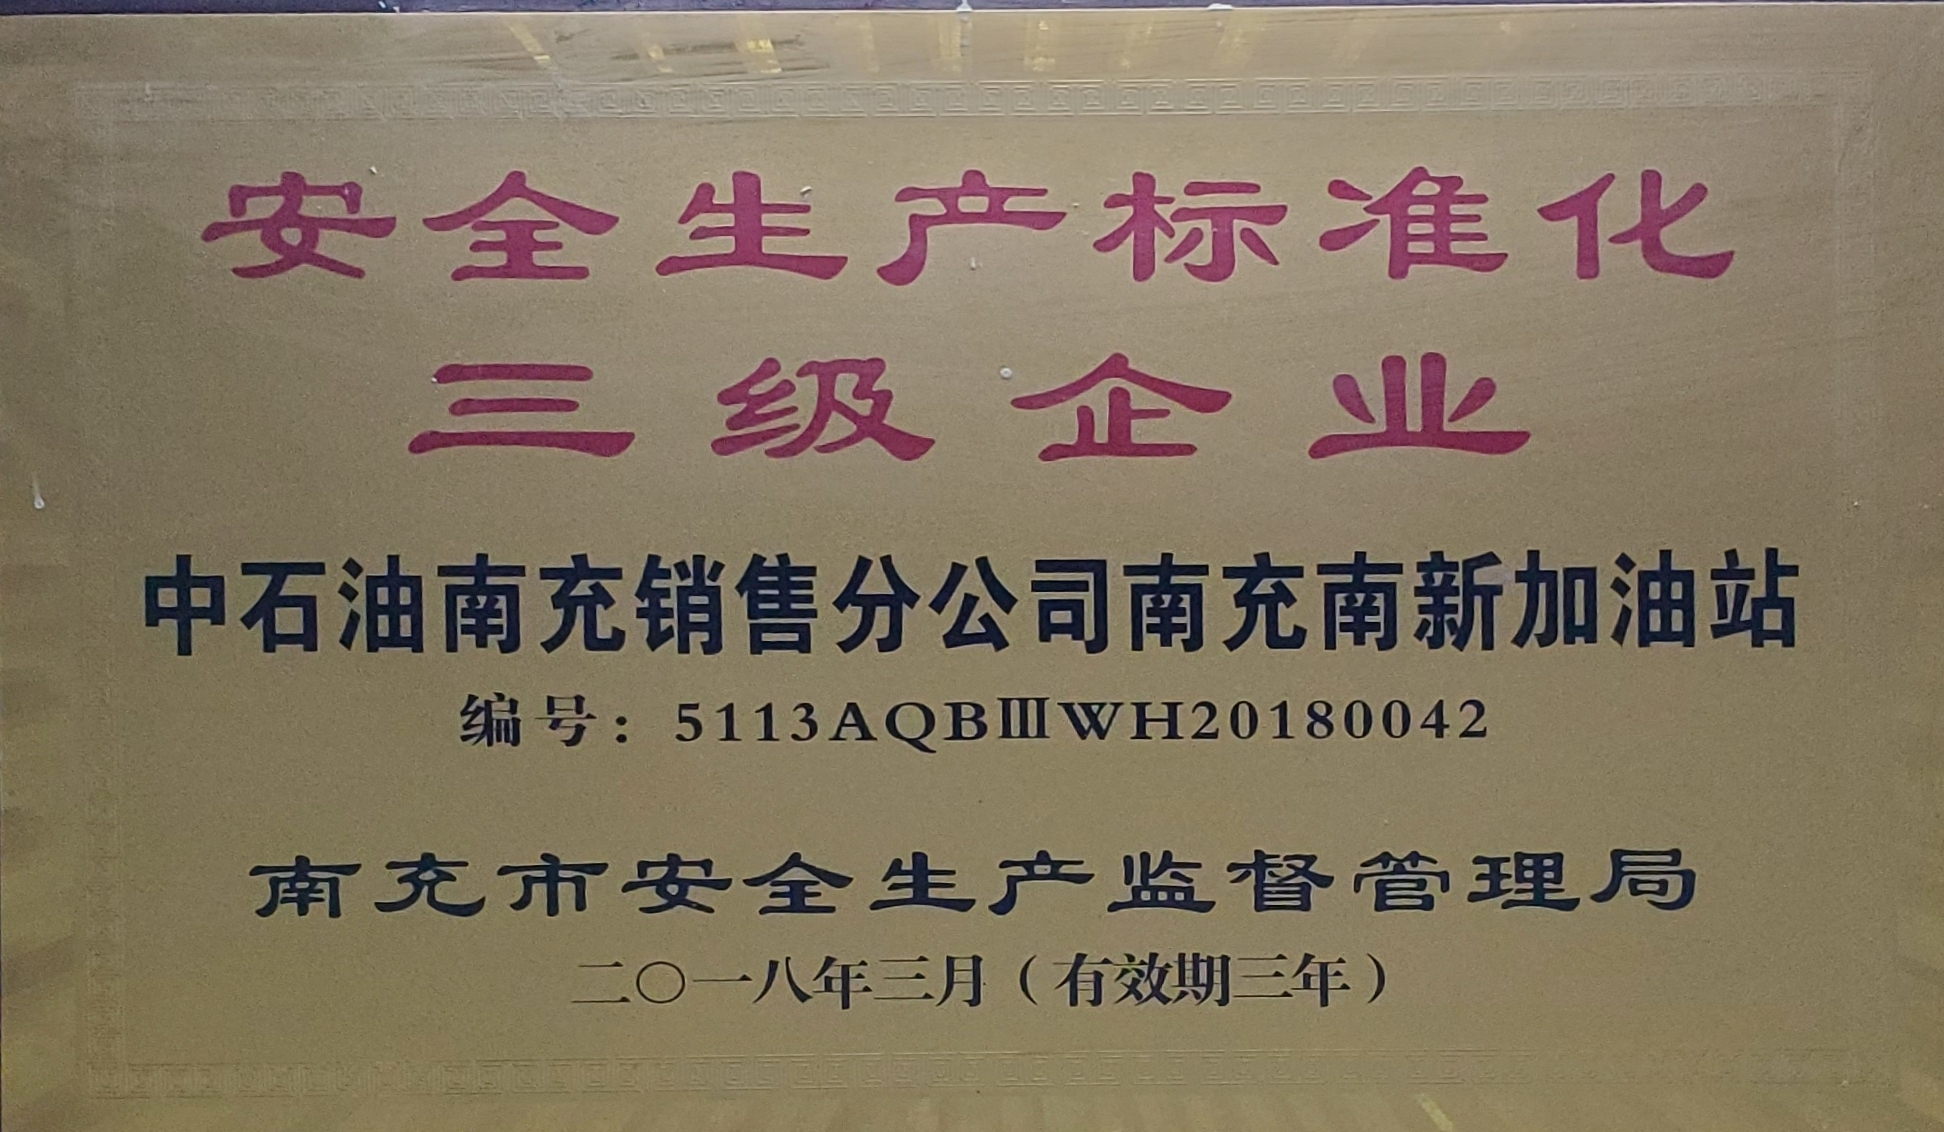 安全生产标准化
三级企业
中石油南充销售分公司南充南新加油站
编号：5113AQBⅢWH20180042
南充市安全生产监督管理局
二〇一八年三月（有效期三年）